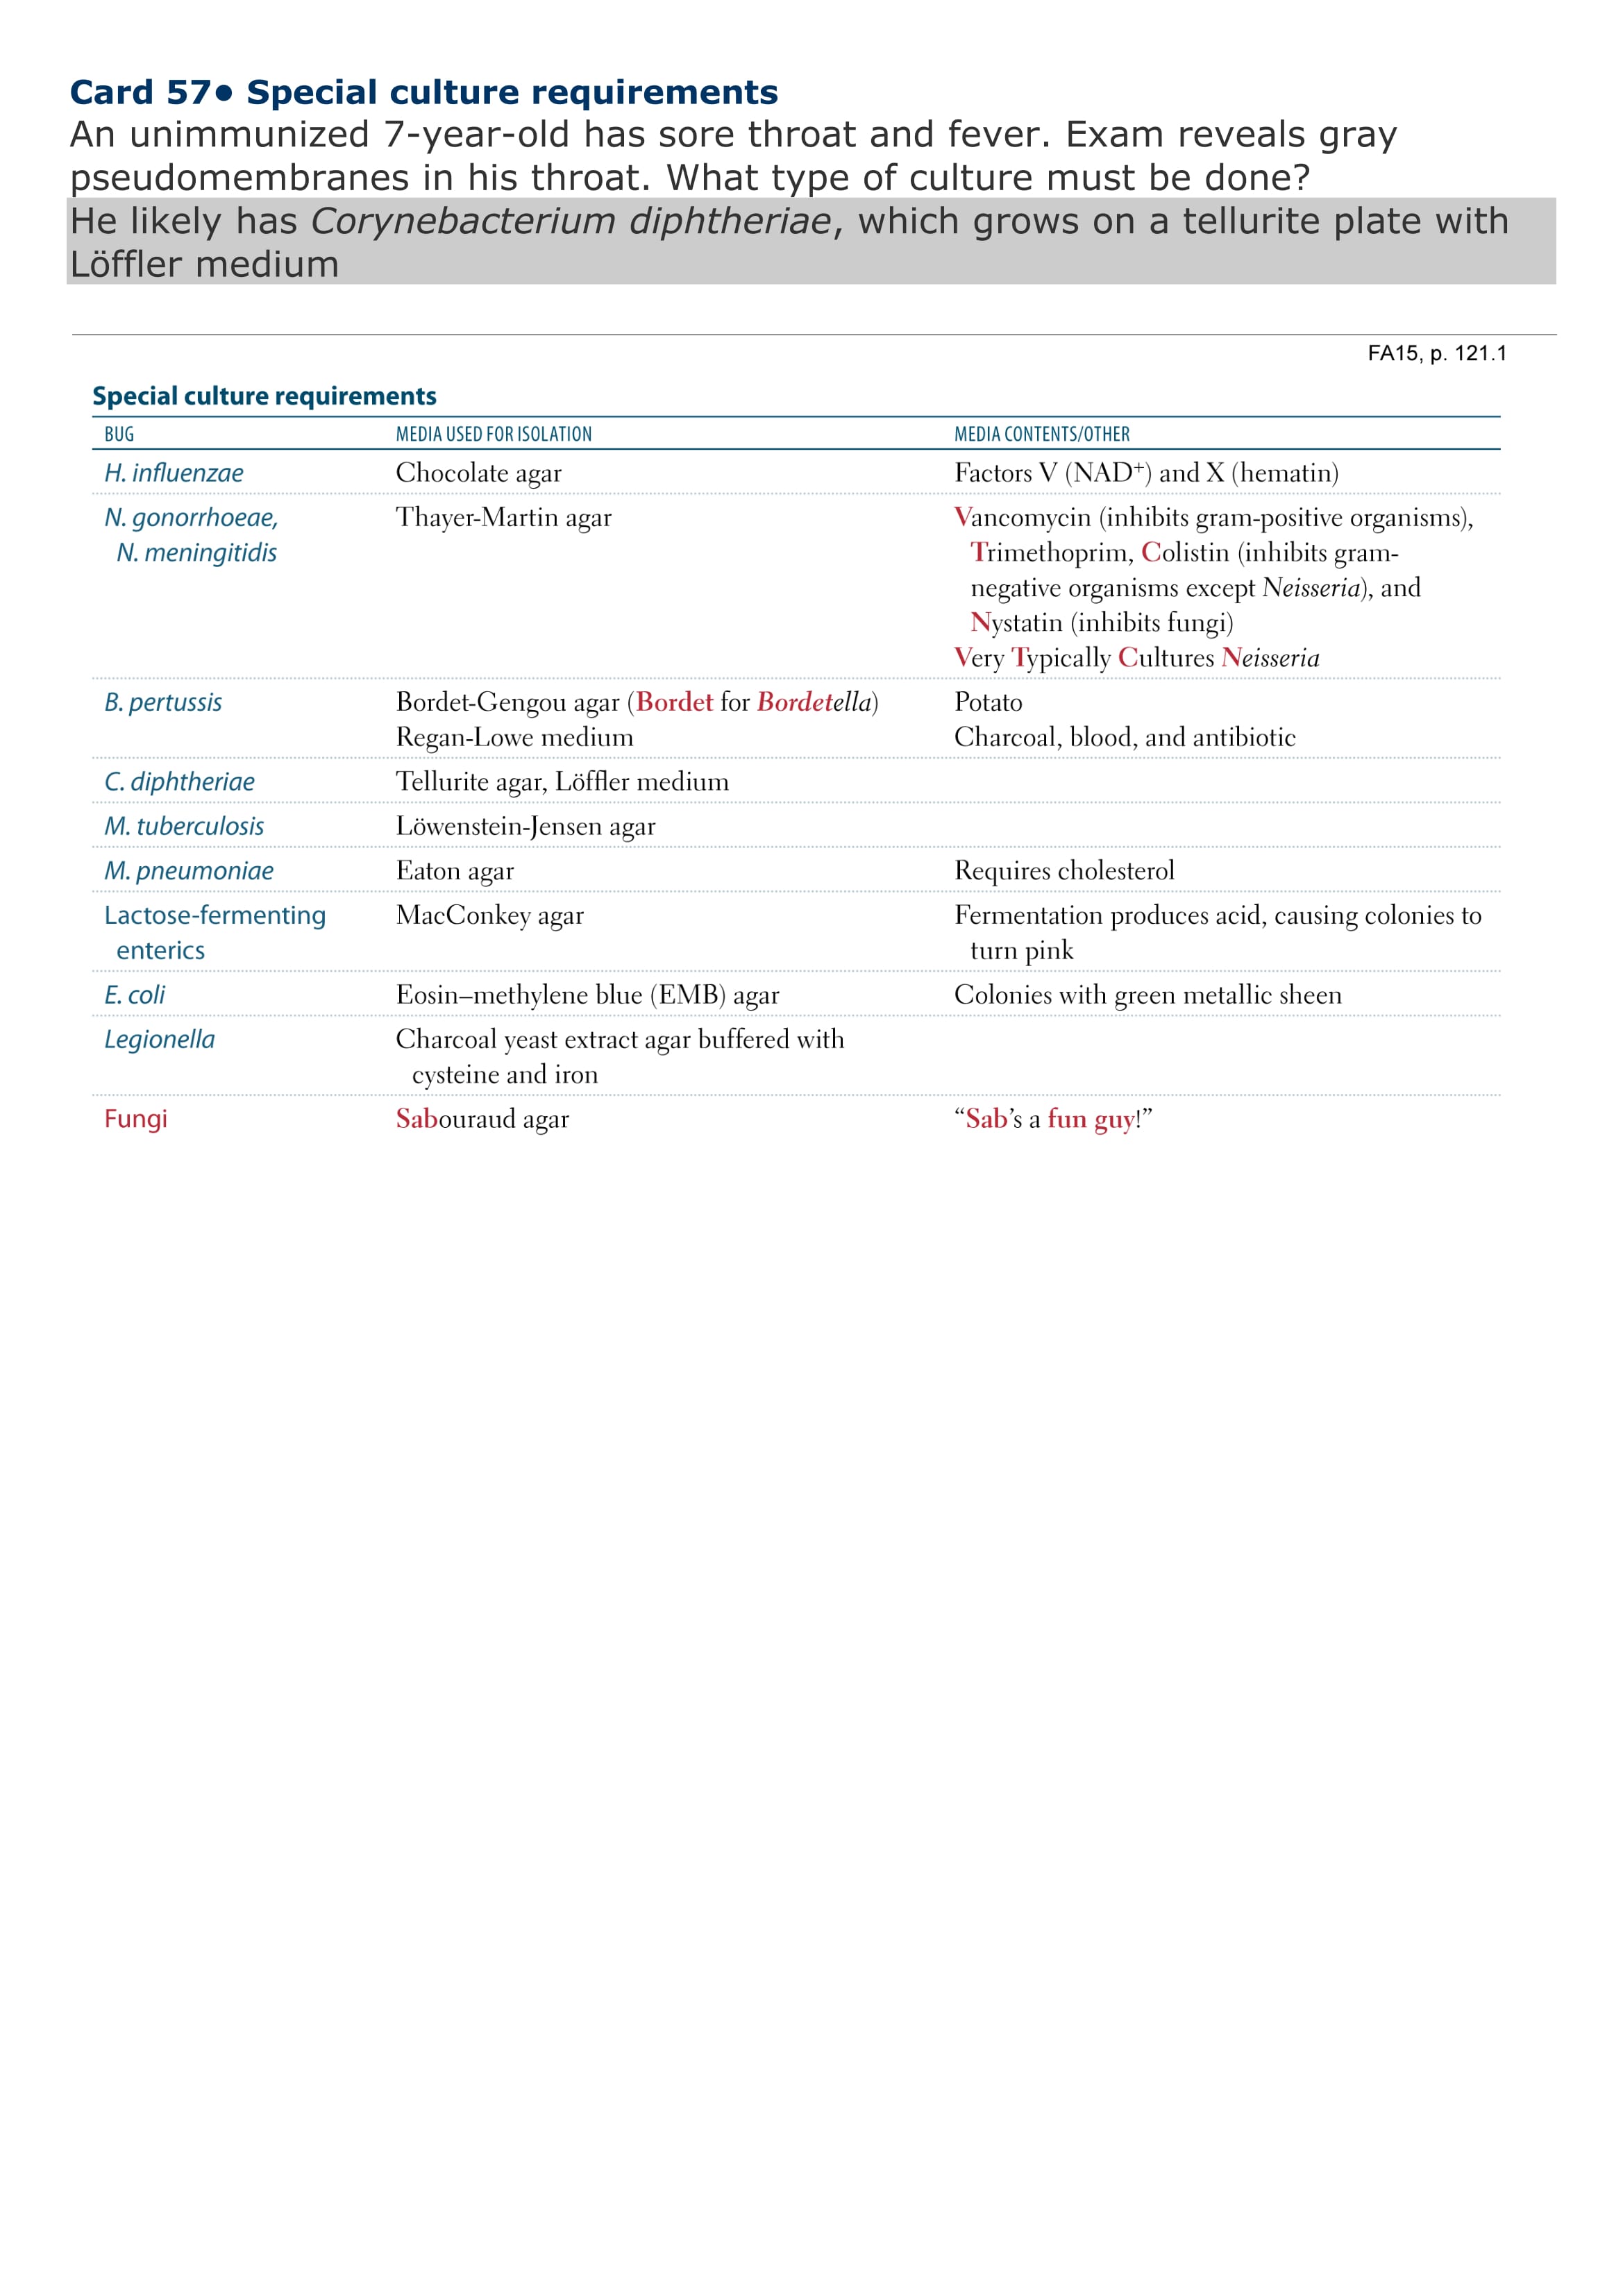 Card 57● Special culture requirements
An unimmunized 7-year-old has sore throat and fever. Exam reveals gray
pseudomembranes in his throat. What type of culture must be done?
He likely has Corynebacterium diphtheriae, which grows on a tellurite plate with
Löffler medium
FA15, p. 121.1
Special culture requirements
BUG MEDIA USED FOR ISOLATION MEDIA CONTENTS/OTHER
H. influenzae Chocolate agar Factors V (NAD+) and X (hematin)
N. gonorrhoeae, Thayer-Martin agar Vancomycin (inhibits gram-positive organisms),
N. meningitidis Trimethoprim, Colistin (inhibits gram-
negative organisms except Neisseria), and
Nystatin (inhibits fungi)
Very Typically Cultures Neisseria
B. pertussis Bordet-Gengou agar (Bordet for Bordetella) Potato
Regan-Lowe medium Charcoal, blood, and antibiotic
C. diphtheriae Tellurite agar, Löffler medium
M. tuberculosis Löwenstein-Jensen agar
M. pneumoniae Eaton agar Requires cholesterol
Lactose-fermenting MacConkey agar Fermentation produces acid, causing colonies to
enterics turn pink
E. coli Eosin–methylene blue (EMB) agar Colonies with green metallic sheen
Legionella Charcoal yeast extract agar buffered with
cysteine and iron
Fungi Sabouraud agar “Sab’s a fun guy!”